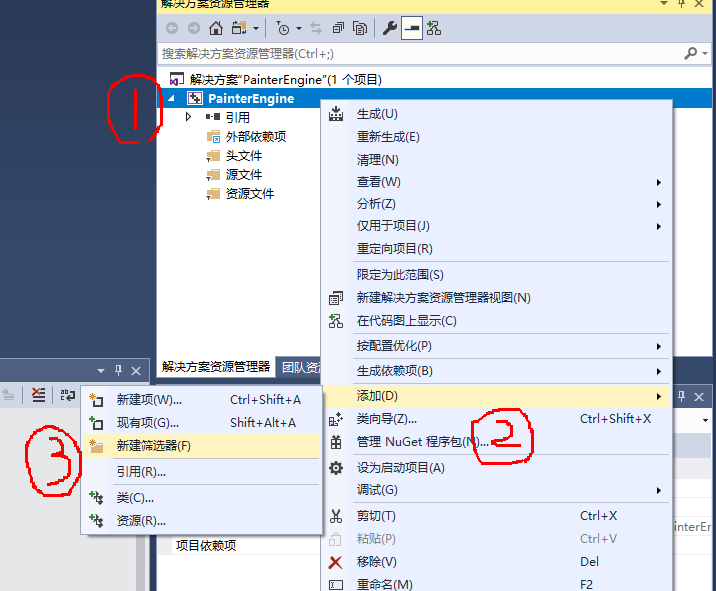 解决方案资源管理器
搜索解决方案资源管理器(Ctrl+;)
解决方案"PainterEngine"(1 个项目)
PainterEngine
引用
外部依赖项
头文件
源文件
资源文件
1
生成(U)
重新生成(E)
清理(N)
查看(W)
分析(Z)
仅用于项目(J)
重定向项目(R)
限定为此范围(S)
新建解决方案资源管理器视图(N)
在代码图上显示(C)
按配置优化(P)
生成依赖项(B)
添加(D)
类向导(Z)... Ctrl+Shift+X
管理 NuGet 程序包(N)...
2
设为启动项目(A)
调试(G)
剪切(T) Ctrl+X
粘贴(P) Ctrl+V
移除(V) Del
重命名(M) F2
解决方案资源管理器 团队资
新建项(W)... Ctrl+Shift+A
现有项(G)... Shift+Alt+A
新建筛选器(F)
3
引用(R)...
类(C)...
资源(R)...
项目依赖项
interEr